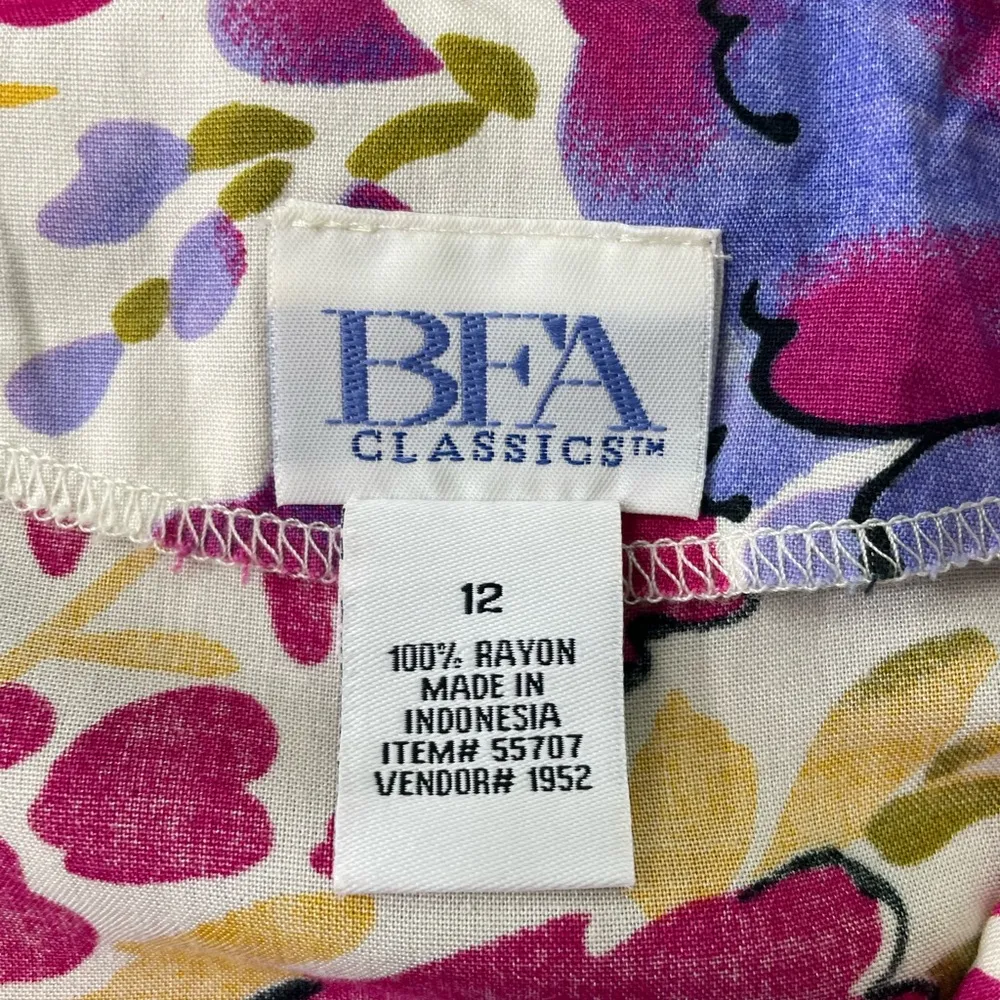 BFA
CLASSICS™
12
100% RAYON
MADE IN
INDONESIA
ITEM# 55707
VENDOR# 1952